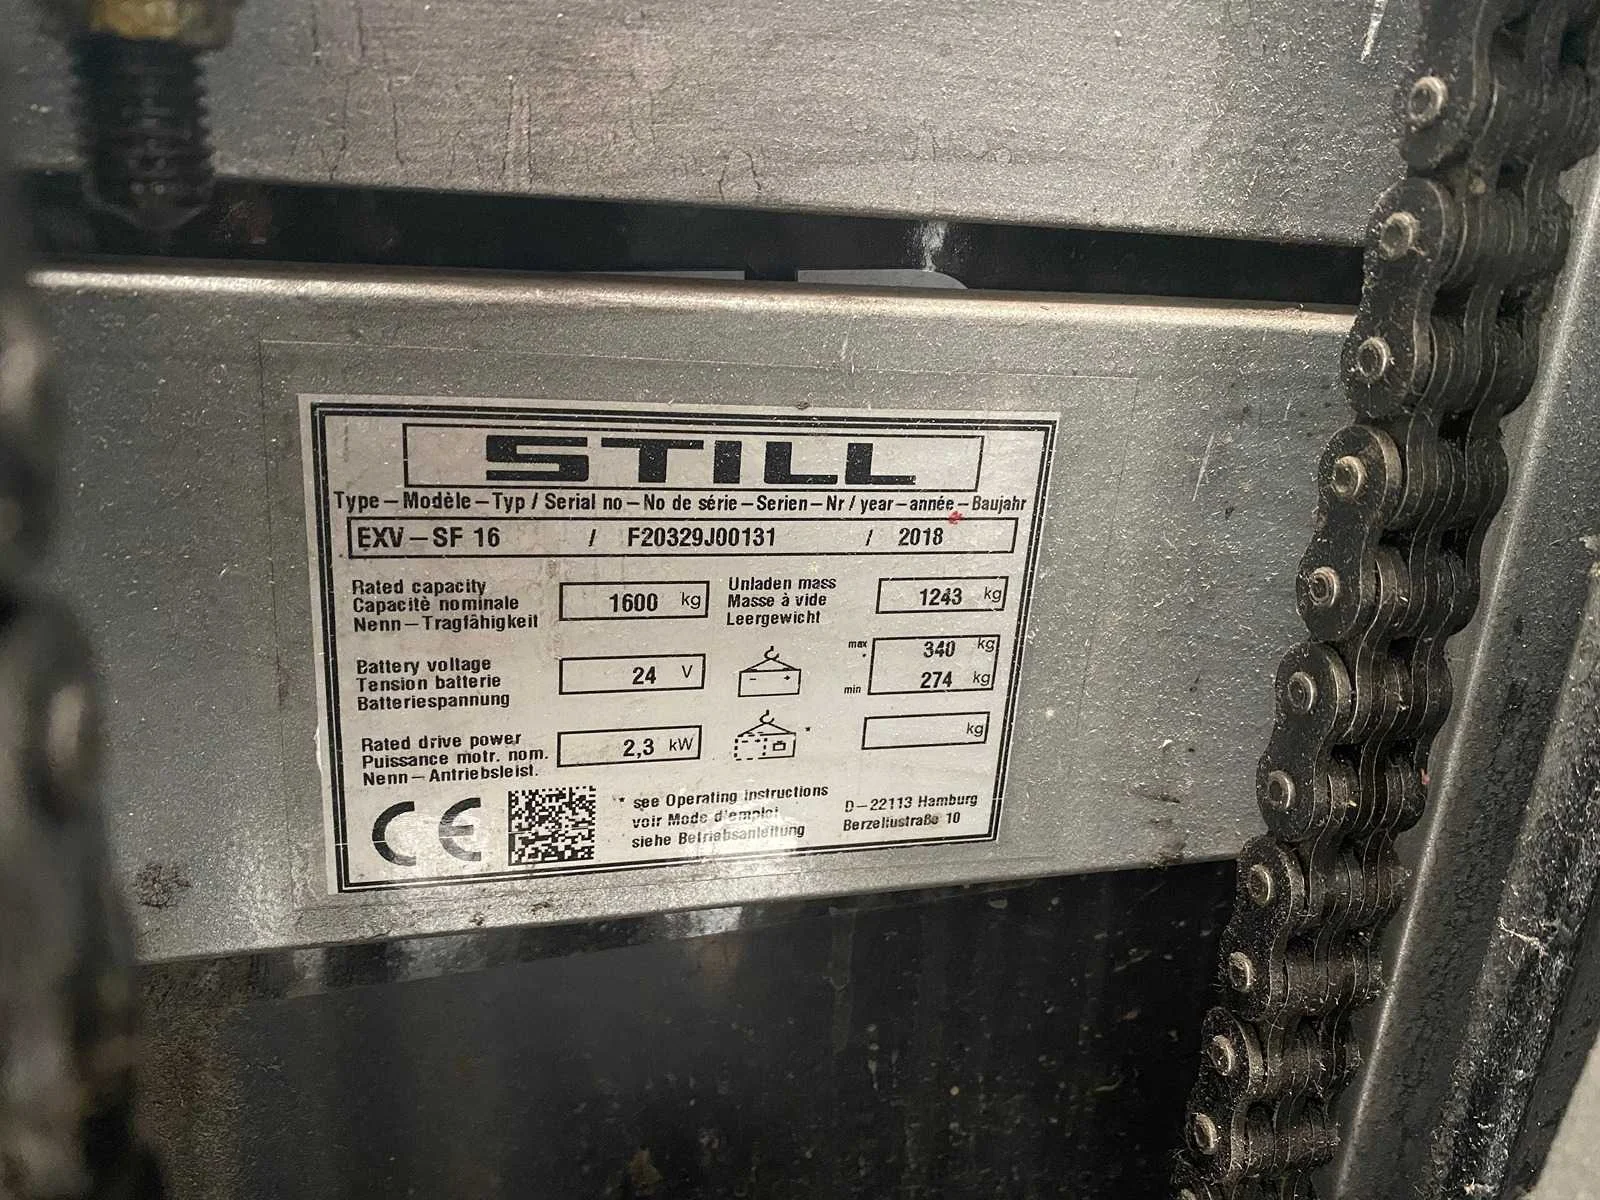 STILL
Type – Modèle – Typ / Serial no – No de série – Serien – Nr / year – année – Baujahr
EXV – SF 16 / F20329J00131 / 2018
Rated capacity
Capacitè nominale
Nenn – Tragfähigkeit
1600 kg
Unladen mass
Masse à vide
Leergewicht
1243 kg
Battery voltage
Tension batterie
Batteriespannung
24 V
- +
max 340 kg
*
min 274 kg
Rated drive power
Puissance motr. nom.
Nenn – Antriebsleist.
2,3 kW
*
kg
CE
* see Operating instructions
voir Mode d'emploi
siehe Betriebsanleitung
D – 22113 Hamburg
Berzeliustraße 10